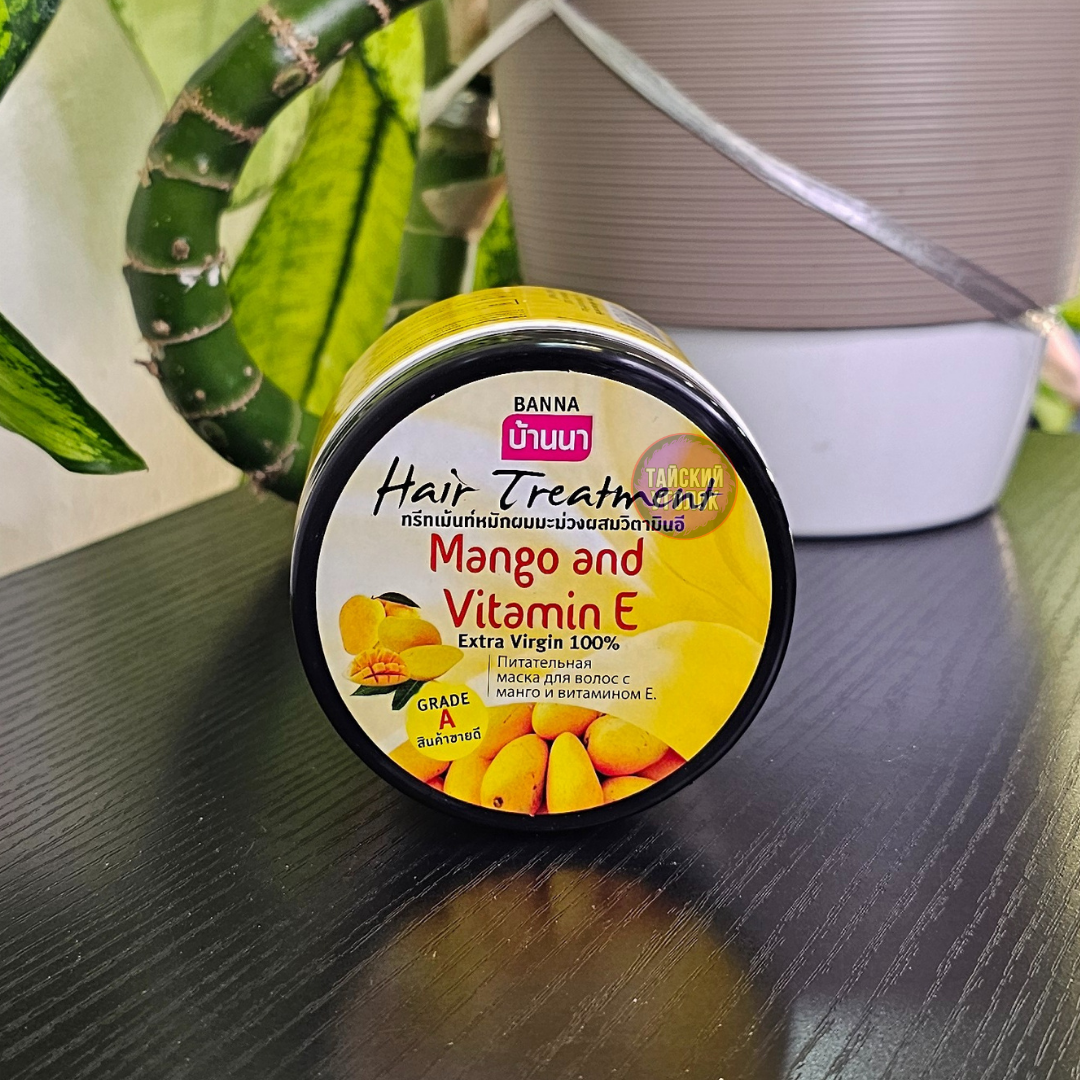 BANNA
บ้านนา
Hair Treatment
ТАЙСКИЙ
УГОЛОК
ทรีทเม้นท์หมักผมมะม่วงผสมวิตามินอี
Mango and
Vitamin E
Extra Virgin 100%
Питательная
маска для волос с
манго и витамином Е.
GRADE
A
สินค้าขายดี